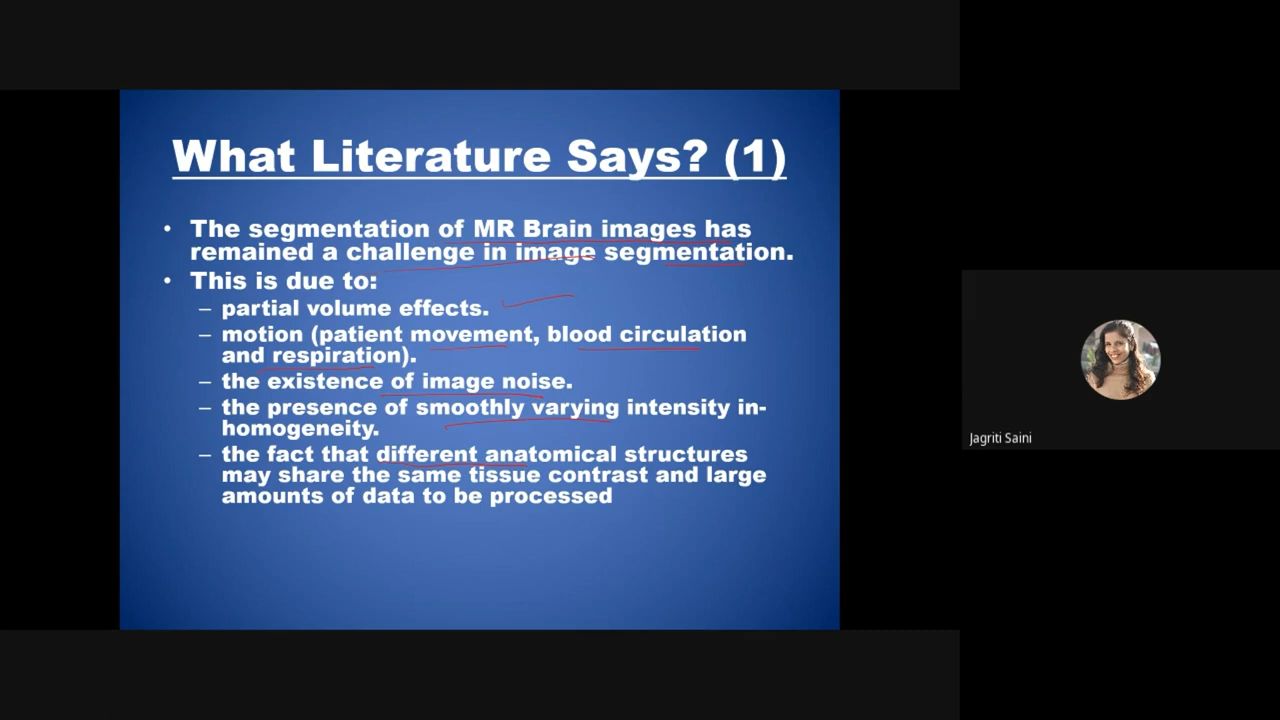 What Literature Says? (1)
• The segmentation of MR Brain images has
remained a challenge in image segmentation.
• This is due to:
– partial volume effects.
– motion (patient movement, blood circulation
and respiration).
– the existence of image noise.
– the presence of smoothly varying intensity in-
homogeneity.
– the fact that different anatomical structures
may share the same tissue contrast and large
amounts of data to be processed
Jagriti Saini